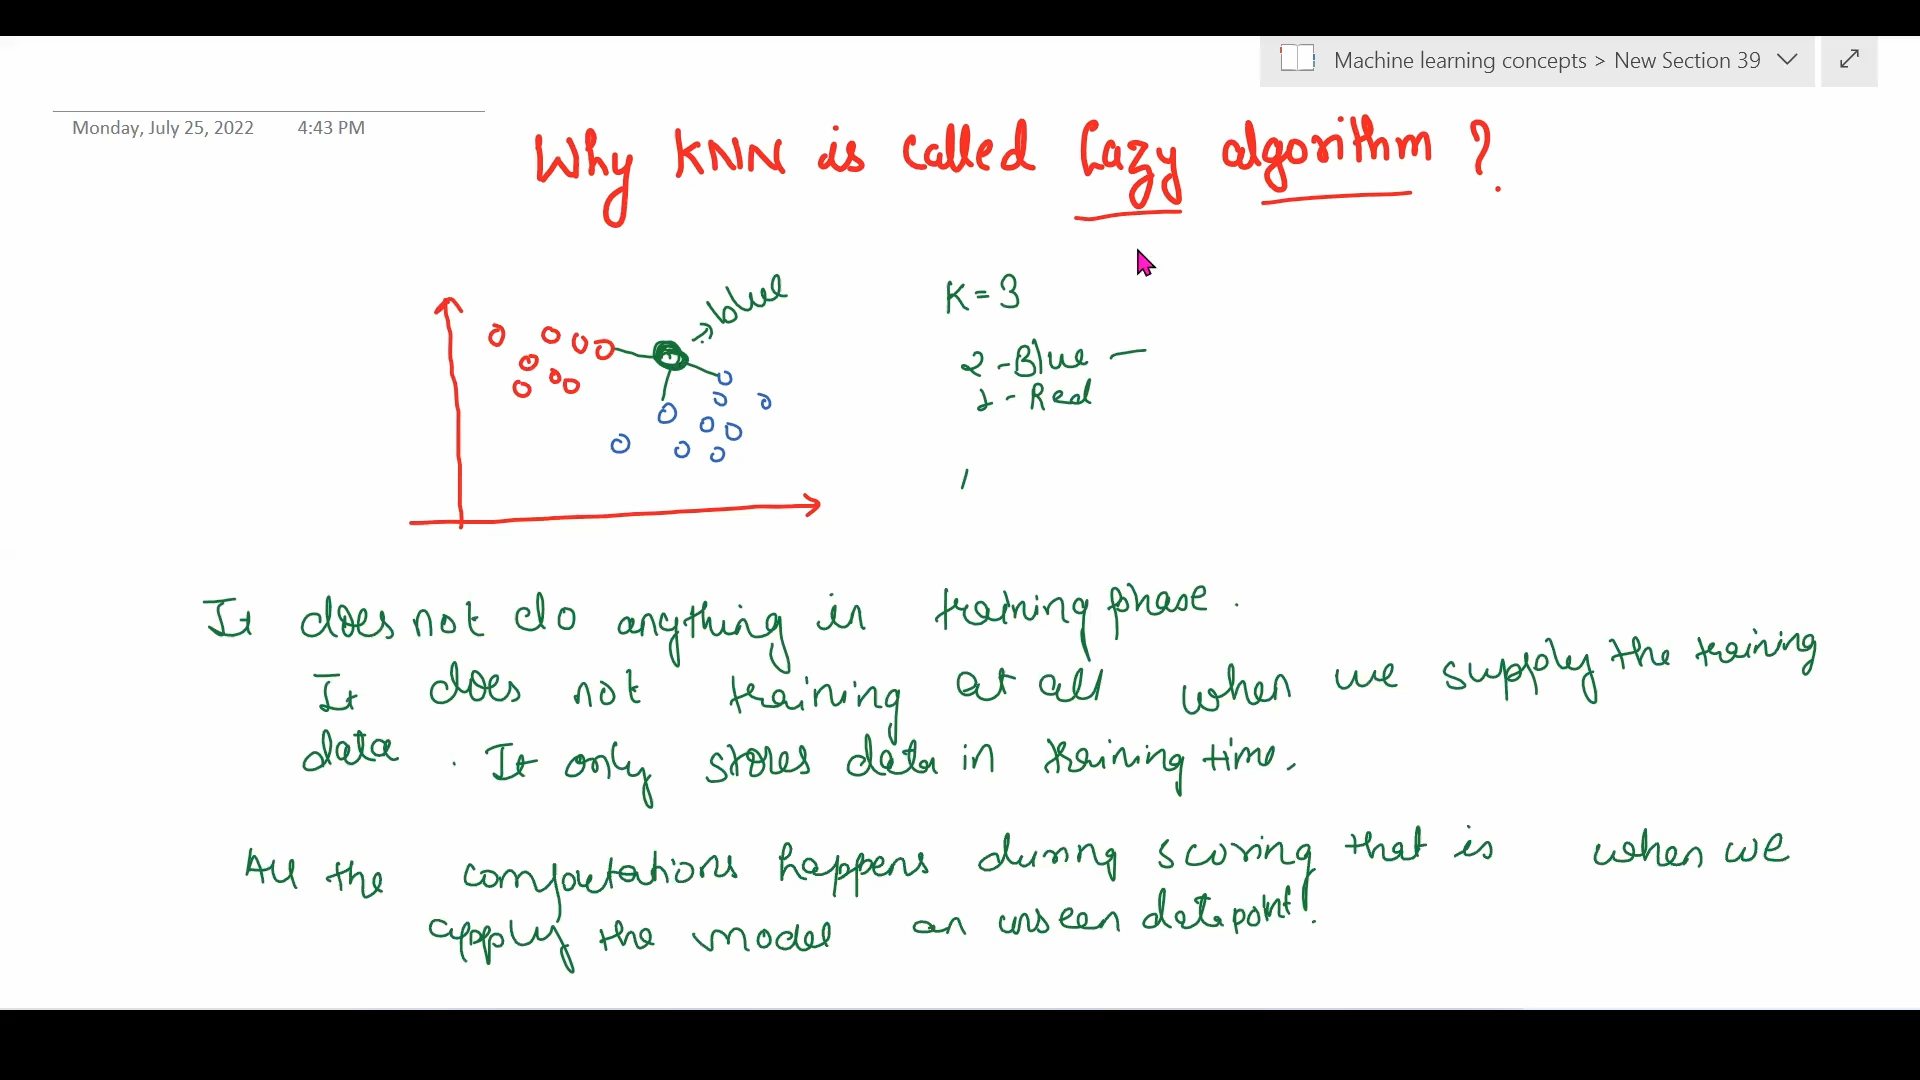 Machine learning concepts > New Section 39
Monday, July 25, 2022 4:43 PM
Why KNN is called Lazy algorithm ?
blue
K = 3
2 - Blue —
1 - Red
It does not do anything in training phase.
It does not training at all when we supply the training
data. It only stores data in training time.
All the computations happens during scoring that is when we
apply the model an unseen datapoint.